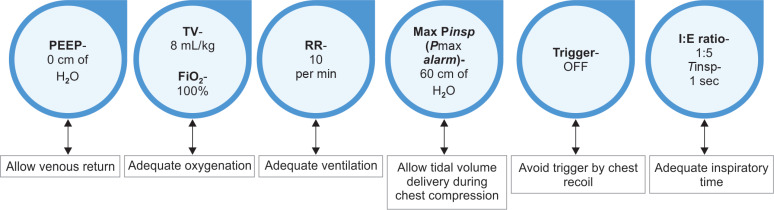 PEEP-
0 cm of
H₂O
TV-
8 mL/kg
FiO₂-
100%
RR-
10
per min
Max Pinsp
(Pmax
alarm)-
60 cm of
H₂O
Trigger-
OFF
I:E ratio-
1:5
Tinsp-
1 sec
Allow venous return
Adequate oxygenation
Adequate ventilation
Allow tidal volume
delivery during
chest compression
Avoid trigger by chest
recoil
Adequate inspiratory
time